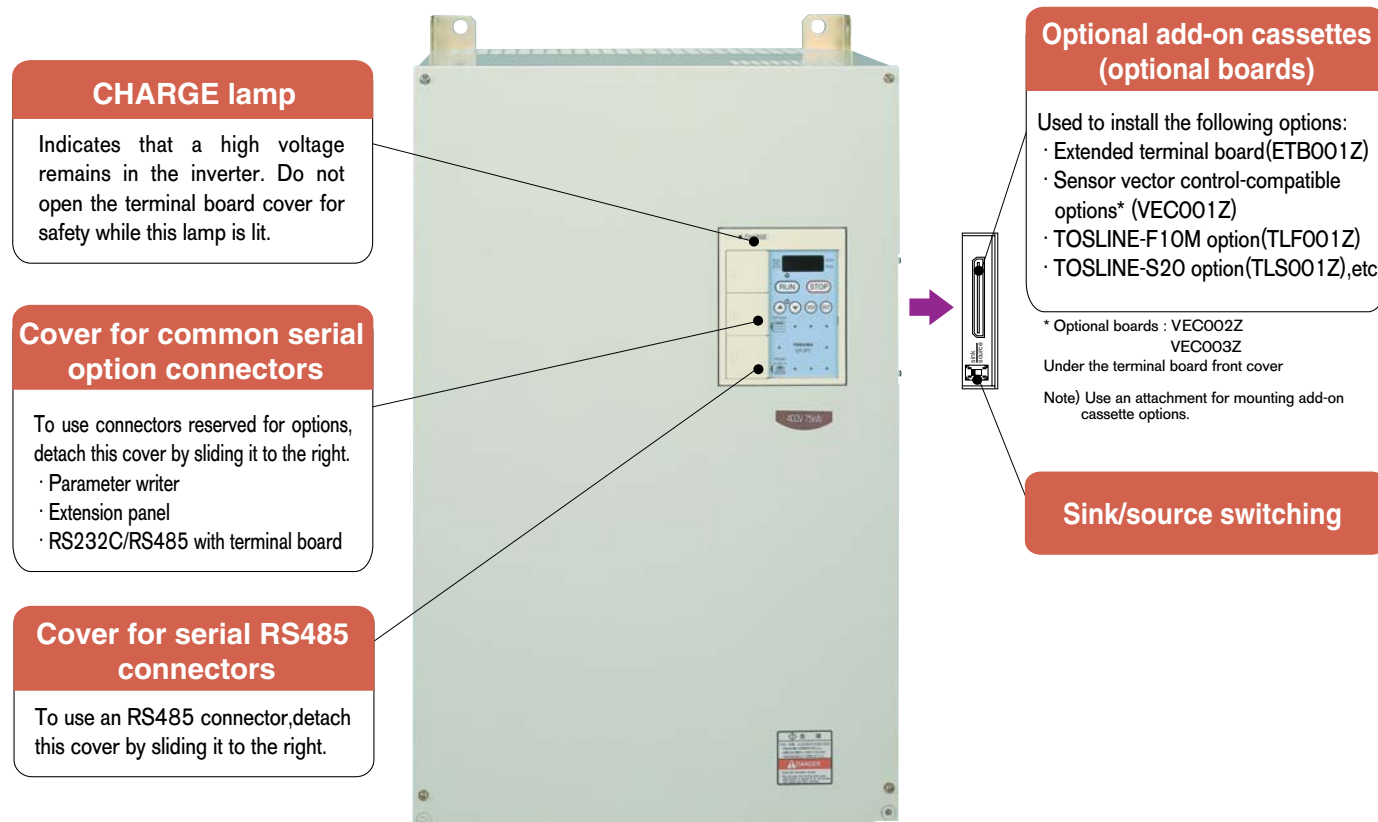 CHARGE lamp
Indicates that a high voltage
remains in the inverter. Do not
open the terminal board cover for
safety while this lamp is lit.
Cover for common serial
option connectors
To use connectors reserved for options,
detach this cover by sliding it to the right.
· Parameter writer
· Extension panel
· RS232C/RS485 with terminal board
Cover for serial RS485
connectors
To use an RS485 connector,detach
this cover by sliding it to the right.
CHARGE
RUN STOP
TOSHIBA
400V-75kW
DANGER
Optional add-on cassettes
(optional boards)
Used to install the following options:
· Extended terminal board(ETB001Z)
· Sensor vector control-compatible
options* (VEC001Z)
· TOSLINE-F10M option(TLF001Z)
· TOSLINE-S20 option(TLS001Z),etc
* Optional boards : VEC002Z
VEC003Z
Under the terminal board front cover
Note) Use an attachment for mounting add-on
cassette options.
sink
source
Sink/source switching